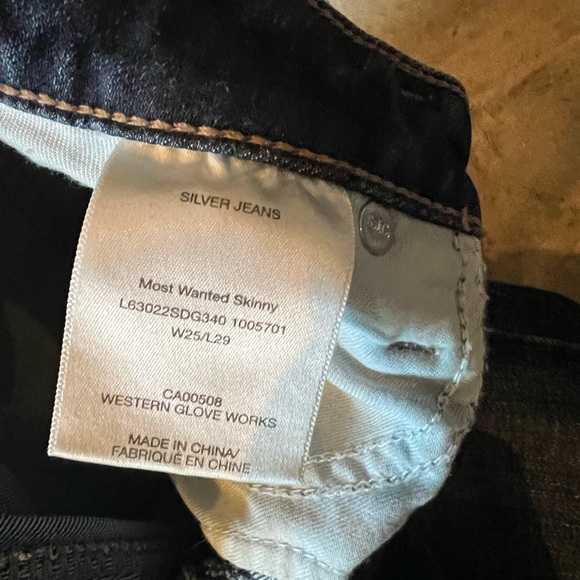 SILVER JEANS
Most Wanted Skinny
L63022SDG340 1005701
W25/L29
CA00508
WESTERN GLOVE WORKS
MADE IN CHINA/
FABRIQUÉ EN CHINE